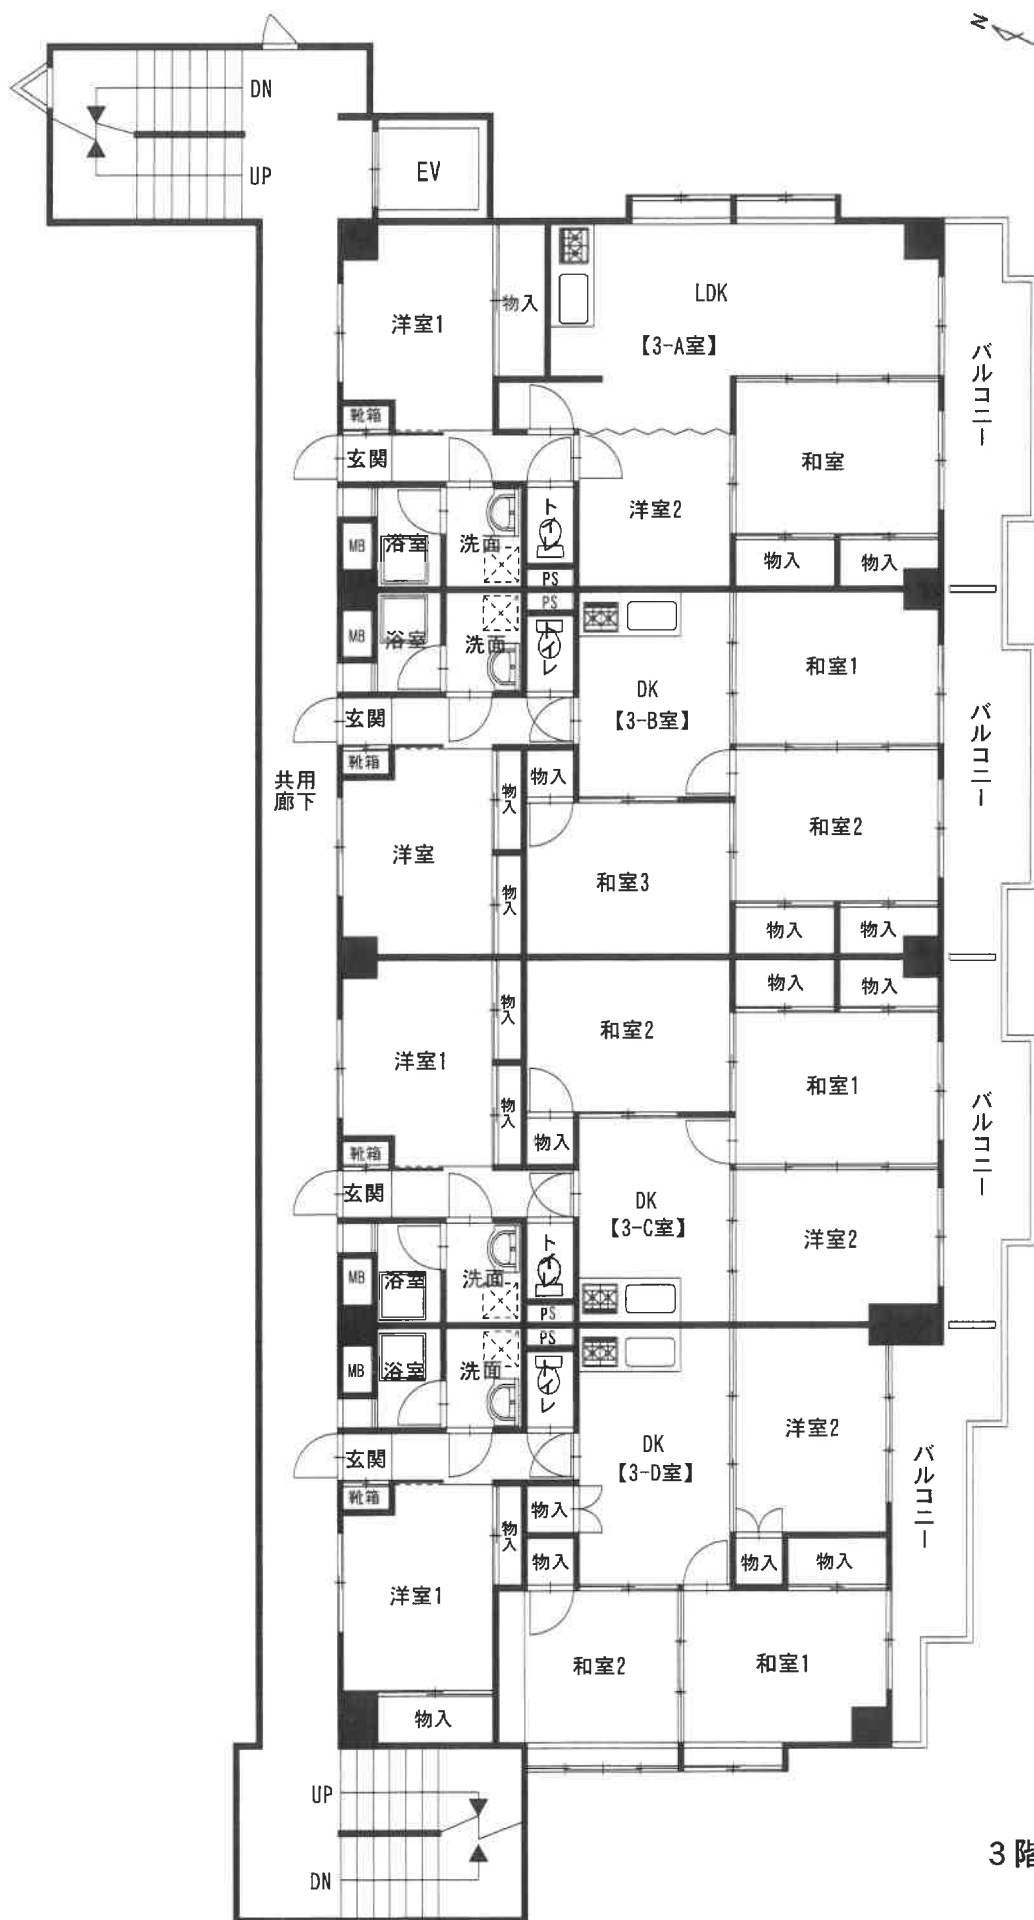 N
DN
UP
EV
洋室1
物入
LDK
【3-A室】
バルコニー
靴箱
玄関
和室
洋室2
トイレ
MB
浴室
洗面
物入
物入
PS
PS
MB
浴室
洗面
トイレ
DK
【3-B室】
和室1
バルコニー
玄関
靴箱
共用
廊下
物入
物入
洋室
和室2
和室3
物入
物入
物入
物入
物入
物入
和室2
洋室1
和室1
バルコニー
物入
物入
靴箱
玄関
DK
【3-C室】
洋室2
トイレ
MB
浴室
洗面
PS
PS
MB
浴室
洗面
トイレ
洋室2
DK
【3-D室】
バルコニー
玄関
靴箱
物入
物入
物入
物入
物入
洋室1
和室2
和室1
物入
UP
DN
3階